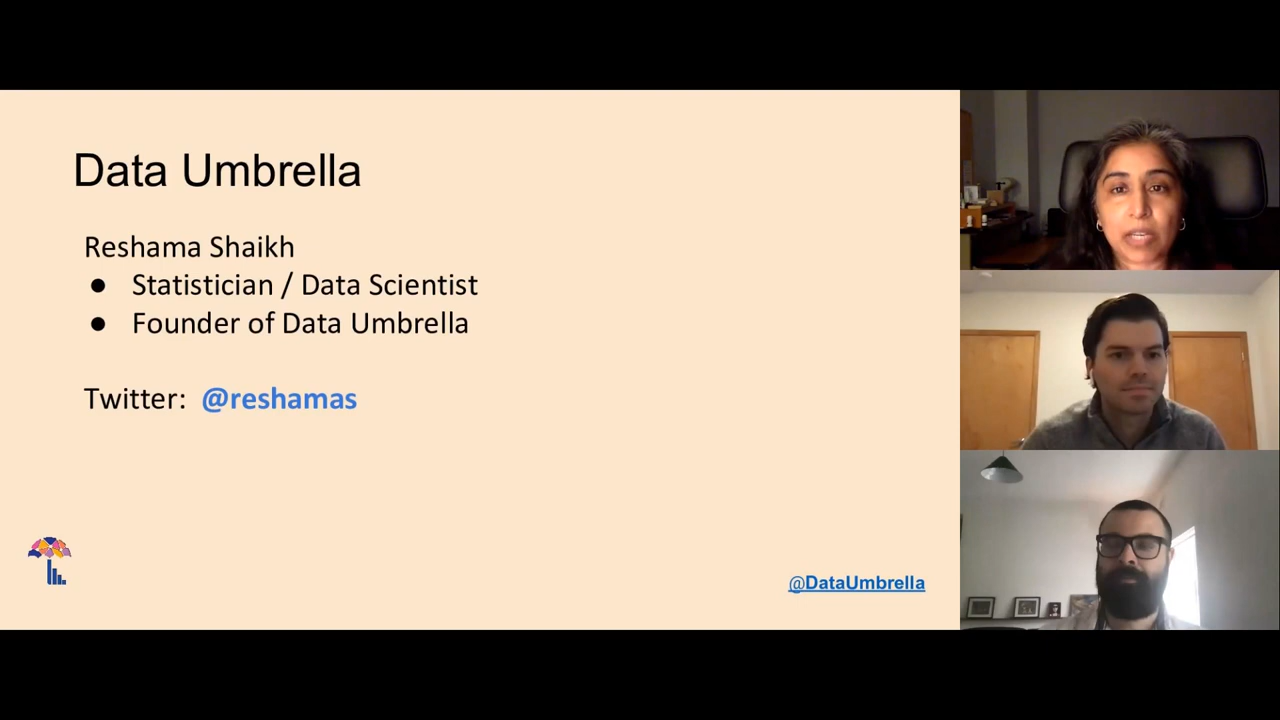 Data Umbrella
Reshama Shaikh
● Statistician / Data Scientist
● Founder of Data Umbrella
Twitter: @reshamas
@DataUmbrella